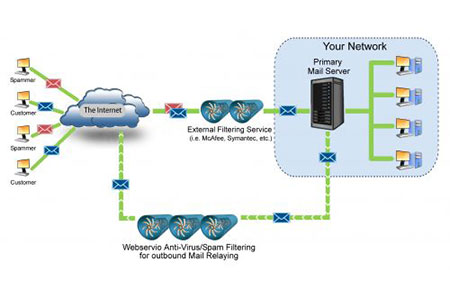 Your Network
Primary
Mail Server
Spammer
The Internet
Customer
External Filtering Service
(i.e. McAfee, Symantec, etc.)
Spammer
Customer
Webservio Anti-Virus/Spam Filtering
for outbound Mail Relaying